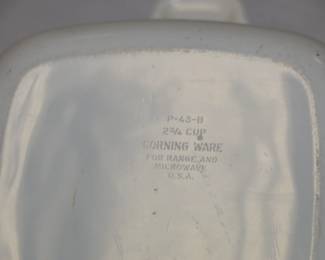 P-43-B
2¾ CUP
CORNING WARE
FOR RANGE AND
MICROWAVE
U.S.A.